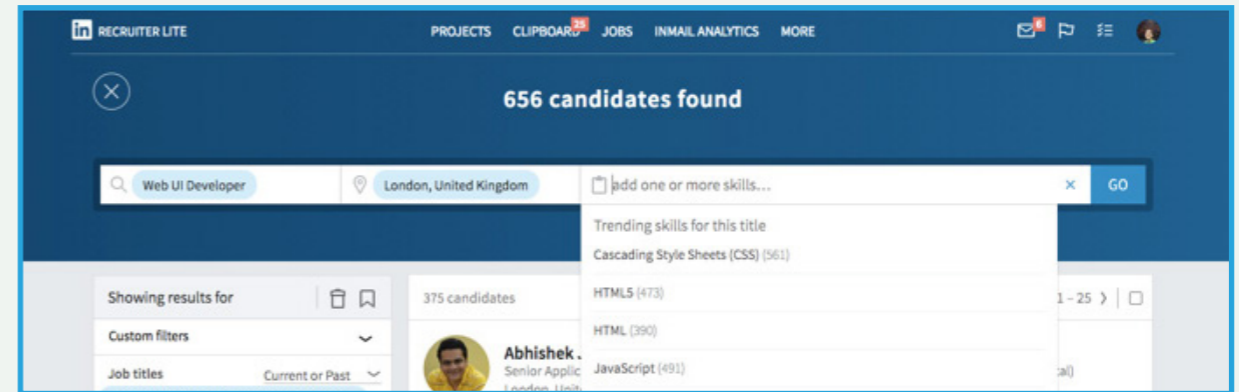 in RECRUITER LITE PROJECTS CLIPBOARD 25 JOBS INMAIL ANALYTICS MORE 6
656 candidates found
Web UI Developer London, United Kingdom add one or more skills... × GO
Trending skills for this title
Cascading Style Sheets (CSS) (561)
Showing results for 375 candidates HTML5 (473) 1 – 25
HTML (390)
Custom filters
Abhishek
Job titles Current or Past Senior Applic JavaScript (491)
London,